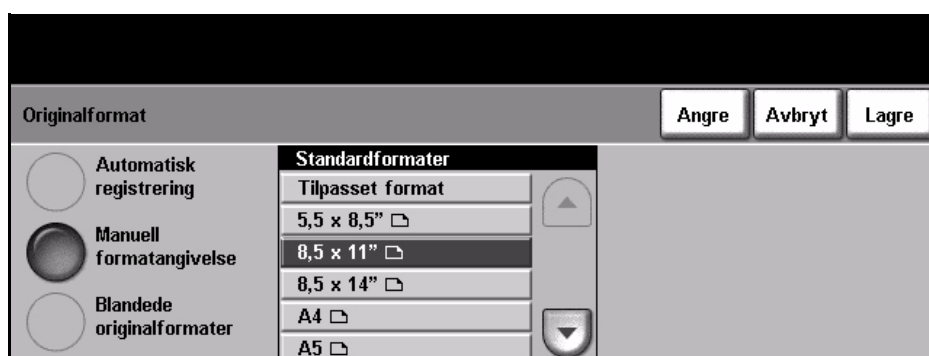 Originalformat
Angre
Avbryt
Lagre
Automatisk
registrering
Manuell
formatangivelse
Blandede
originalformater
Standardformater
Tilpasset format
5,5 x 8,5”
8,5 x 11”
8,5 x 14”
A4
A5